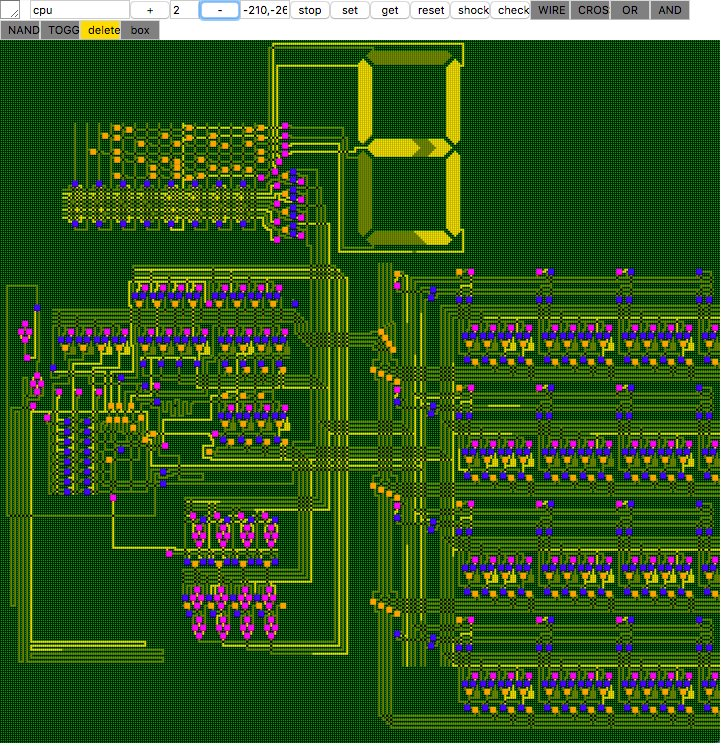 cpu + 2 - -210,-26 stop set get reset shock check WIRE CROS OR AND
NAND TOGG delete box